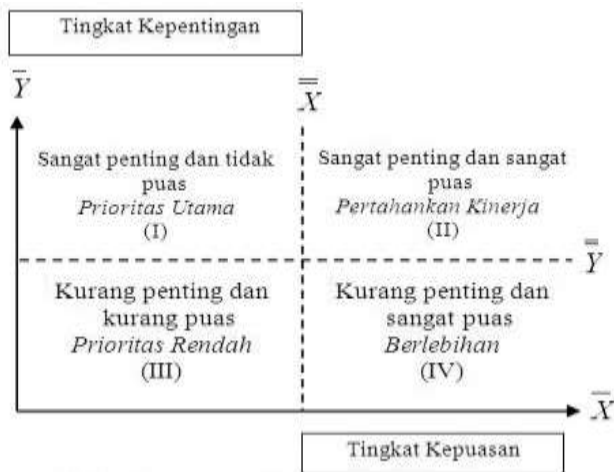 Tingkat Kepentingan
Y̅
X̿
Sangat penting dan tidak
puas
Prioritas Utama
(I)
Sangat penting dan sangat
puas
Pertahankan Kinerja
(II)
Y̿
Kurang penting dan
kurang puas
Prioritas Rendah
(III)
Kurang penting dan
sangat puas
Berlebihan
(IV)
X̅
Tingkat Kepuasan